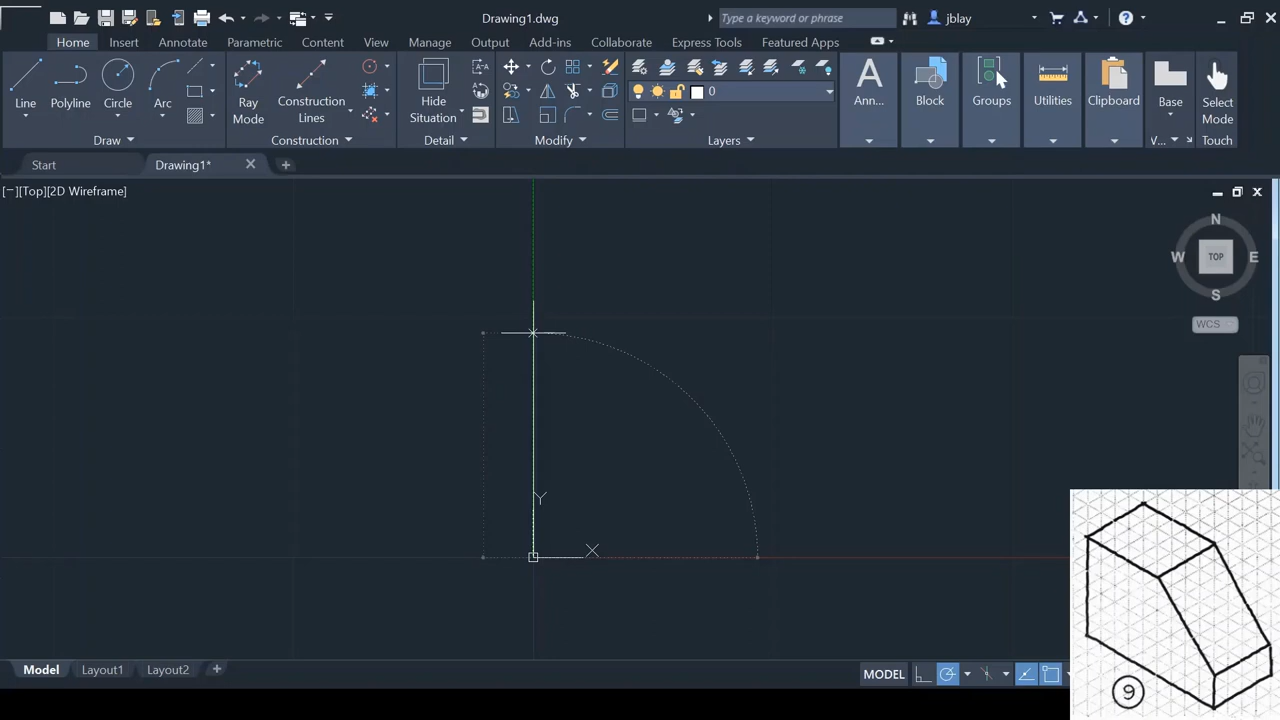 Drawing1.dwg
Type a keyword or phrase
jblay
Home Insert Annotate Parametric Content View Manage Output Add-ins Collaborate Express Tools Featured Apps
Line Polyline Circle Arc
Ray Mode
Construction Lines
Hide Situation
0
Ann... Block Groups Utilities Clipboard Base
Select Mode
Draw Construction Detail Modify Layers V... Touch
Start Drawing1*
[−][Top][2D Wireframe]
N
W TOP E
S
WCS
Y
X
9
Model Layout1 Layout2
MODEL